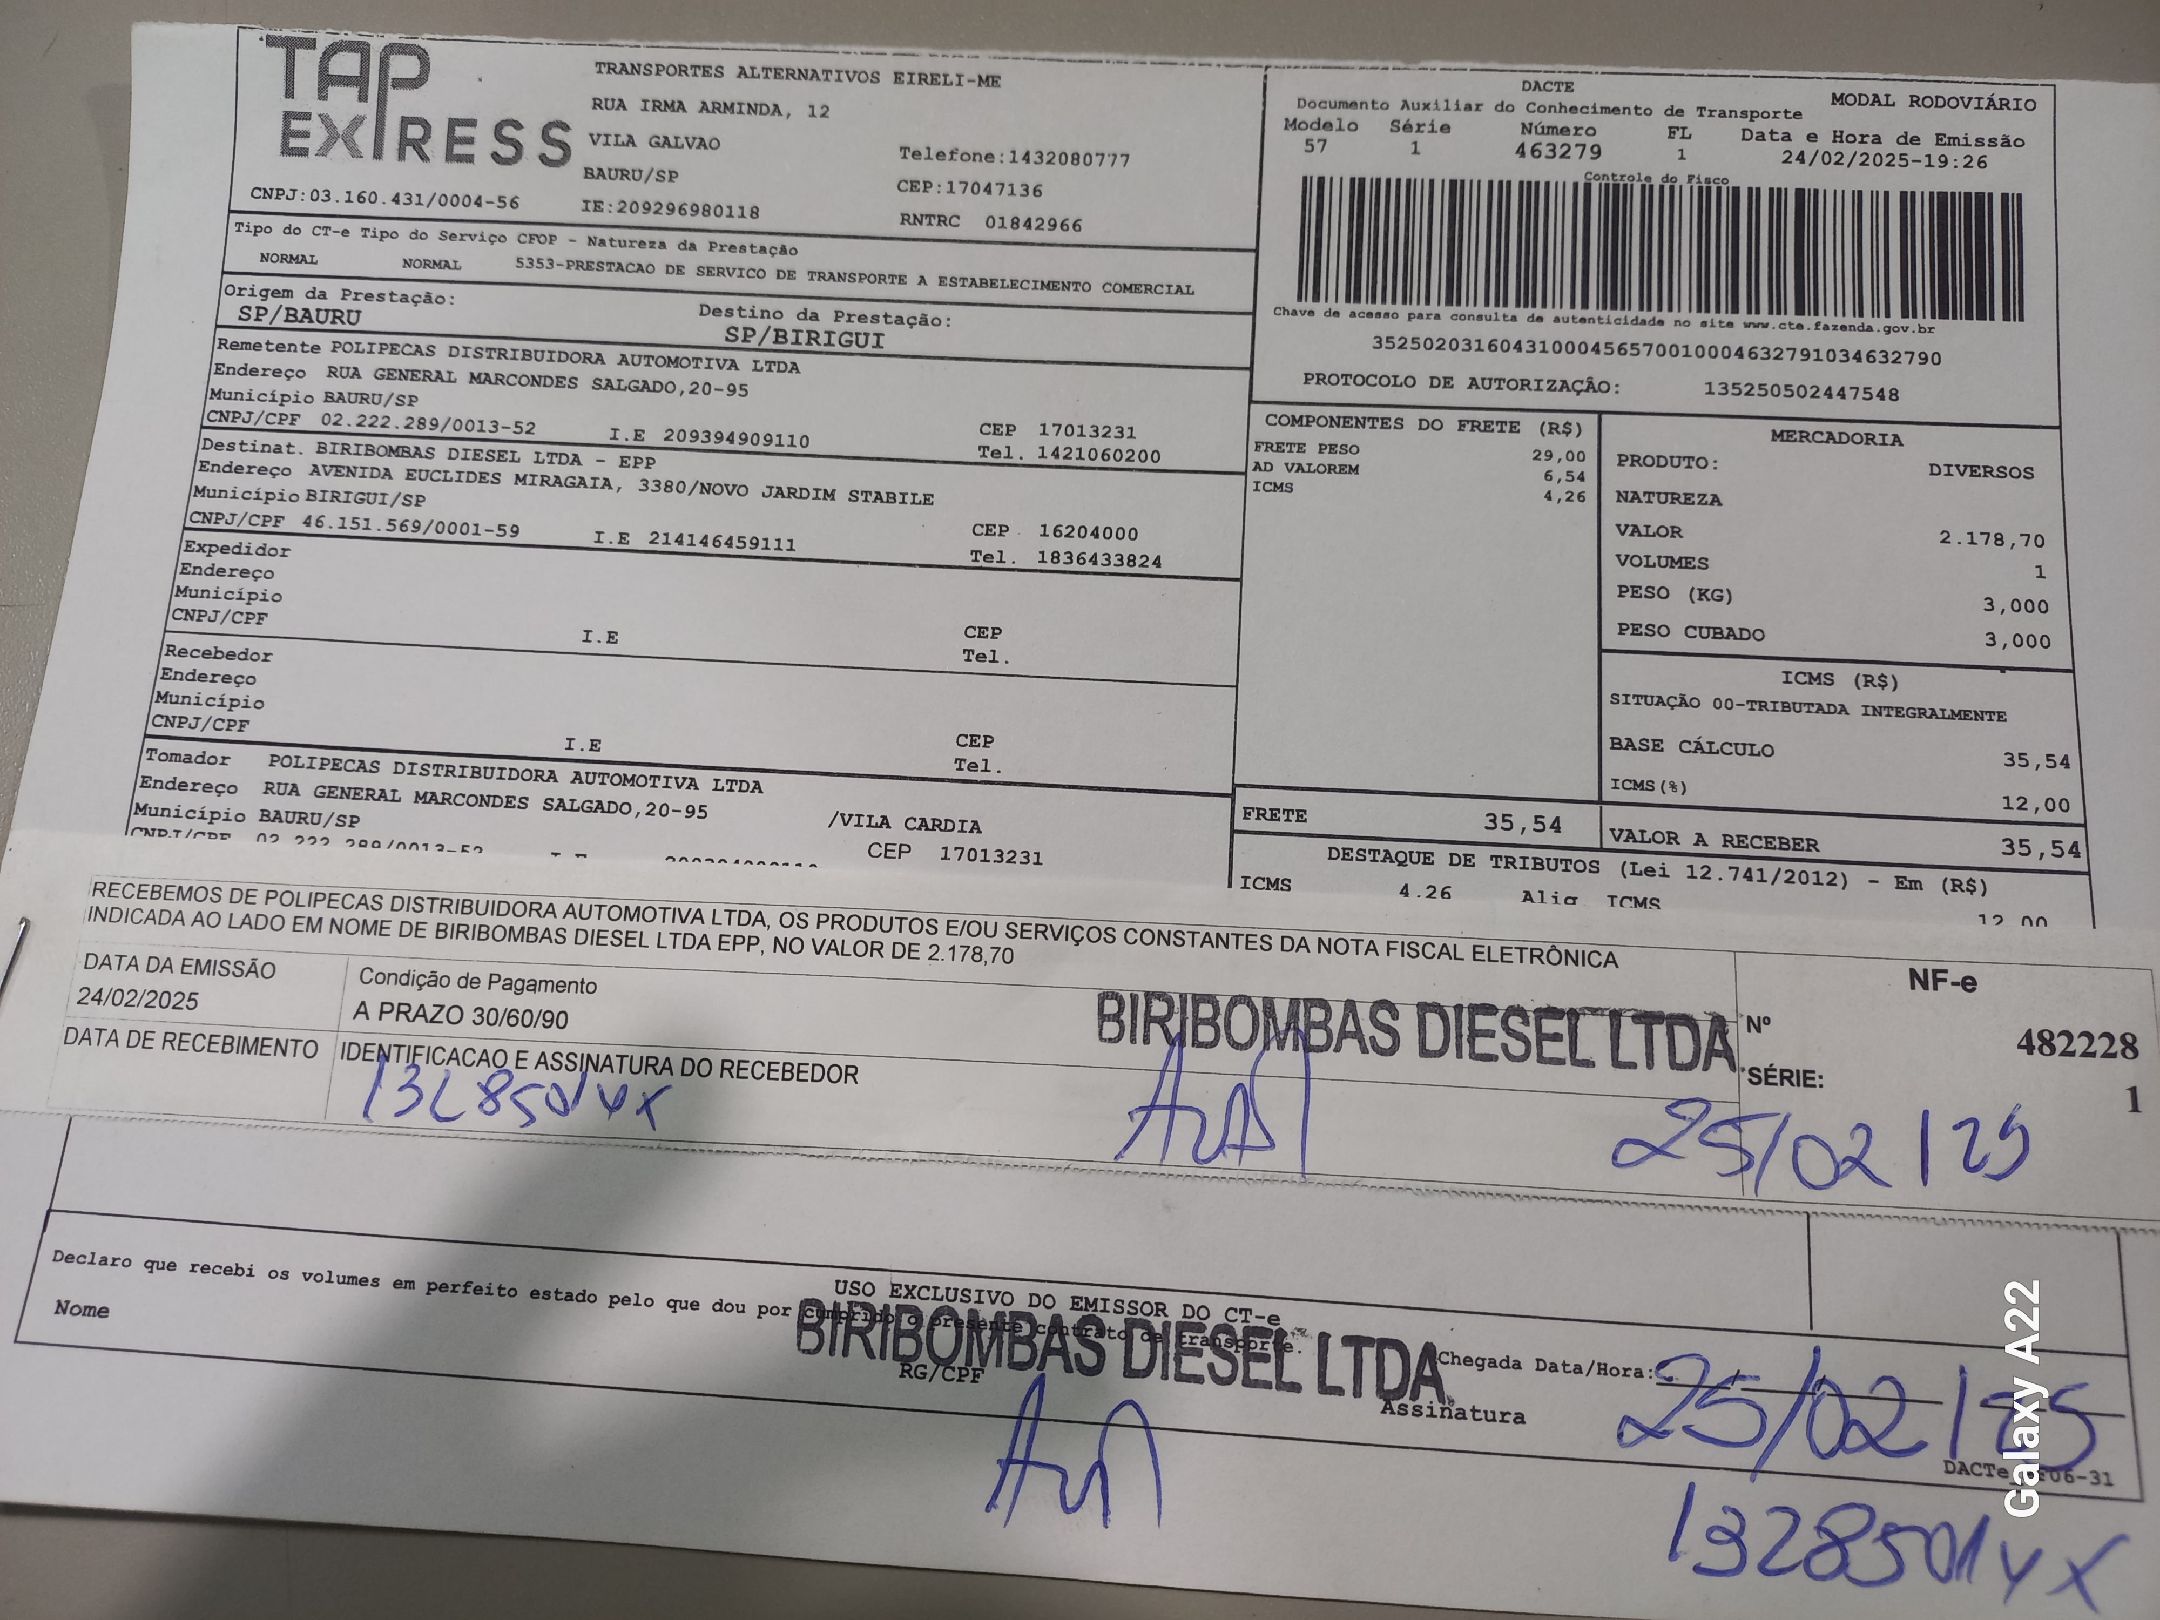 TAP
EXPRESS
TRANSPORTES ALTERNATIVOS EIRELI-ME
RUA IRMA ARMINDA, 12
VILA GALVAO
Telefone:1432080777
BAURU/SP
CEP:17047136
CNPJ:03.160.431/0004-56
IE:209296980118
RNTRC 01842966
Tipo do CT-e Tipo do Serviço CFOP - Natureza da Prestação
NORMAL NORMAL 5353-PRESTACAO DE SERVICO DE TRANSPORTE A ESTABELECIMENTO COMERCIAL
Origem da Prestação:
SP/BAURU
Destino da Prestação:
SP/BIRIGUI
Remetente POLIPECAS DISTRIBUIDORA AUTOMOTIVA LTDA
Endereço RUA GENERAL MARCONDES SALGADO,20-95
Município BAURU/SP
CNPJ/CPF 02.222.289/0013-52 I.E 209394909110
CEP 17013231
Tel. 1421060200
Destinat. BIRIBOMBAS DIESEL LTDA - EPP
Endereço AVENIDA EUCLIDES MIRAGAIA, 3380/NOVO JARDIM STABILE
Município BIRIGUI/SP
CNPJ/CPF 46.151.569/0001-59 I.E 214146459111
CEP 16204000
Tel. 1836433824
Expedidor
Endereço
Município
CNPJ/CPF
I.E
CEP
Tel.
Recebedor
Endereço
Município
CNPJ/CPF
I.E
CEP
Tel.
Tomador POLIPECAS DISTRIBUIDORA AUTOMOTIVA LTDA
Endereço RUA GENERAL MARCONDES SALGADO,20-95 /VILA CARDIA
Município BAURU/SP
CEP 17013231
CNPJ/CPF 02.222.289/0013-52
DACTE
MODAL RODOVIÁRIO
Documento Auxiliar do Conhecimento de Transporte
Modelo Série Número FL Data e Hora de Emissão
57 1 463279 1 24/02/2025-19:26
Controle do Fisco
Chave de acesso para consulta de autenticidade no site www.cte.fazenda.gov.br
35250203160431000456570010004632791034632790
PROTOCOLO DE AUTORIZAÇÃO: 135250502447548
COMPONENTES DO FRETE (R$)
FRETE PESO 29,00
AD VALOREM 6,54
ICMS 4,26
MERCADORIA
PRODUTO: DIVERSOS
NATUREZA
VALOR 2.178,70
VOLUMES 1
PESO (KG) 3,000
PESO CUBADO 3,000
ICMS (R$)
SITUAÇÃO 00-TRIBUTADA INTEGRALMENTE
BASE CÁLCULO 35,54
ICMS(%) 12,00
FRETE 35,54
VALOR A RECEBER 35,54
DESTAQUE DE TRIBUTOS (Lei 12.741/2012) - Em (R$)
ICMS 4.26 Aliq ICMS 12 00
RECEBEMOS DE POLIPECAS DISTRIBUIDORA AUTOMOTIVA LTDA, OS PRODUTOS E/OU SERVIÇOS CONSTANTES DA NOTA FISCAL ELETRÔNICA
INDICADA AO LADO EM NOME DE BIRIBOMBAS DIESEL LTDA EPP, NO VALOR DE 2.178,70
DATA DA EMISSÃO
24/02/2025
Condição de Pagamento
A PRAZO 30/60/90
BIRIBOMBAS DIESEL LTDA.
NF-e
Nº 482228
SÉRIE: 1
DATA DE RECEBIMENTO
IDENTIFICACAO E ASSINATURA DO RECEBEDOR
25/02/25
USO EXCLUSIVO DO EMISSOR DO CT-e
Declaro que recebi os volumes em perfeito estado pelo que dou por cumprido o presente contrato de transporte.
BIRIBOMBAS DIESEL LTDA.
Nome
RG/CPF
Assinatura
Chegada Data/Hora:
25/02/25
DACTe
06-31
Galaxy A22